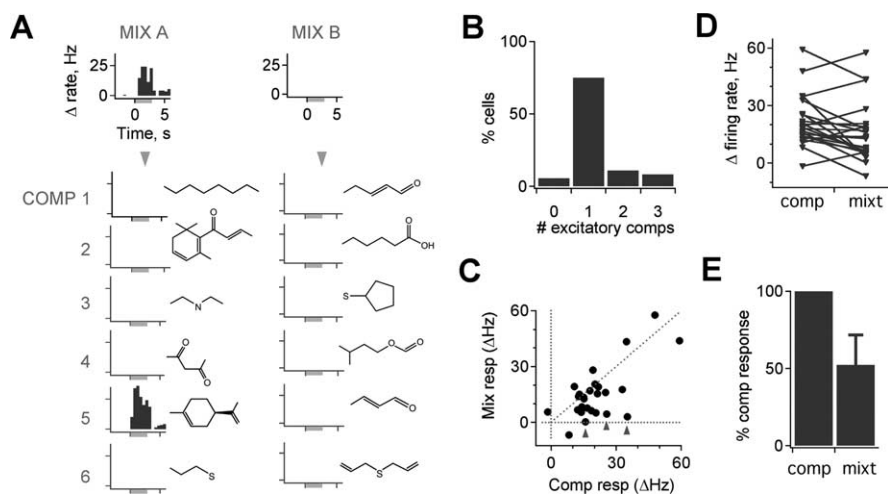 A
MIX A
MIX B
Δ rate, Hz
25
0
0 5
Time, s
25
0
0 5
COMP 1
O
2
O
O
OH
3
N
S
4
O
O
O
O
5
O
6
S
S
B
% cells
100
50
0
0 1 2 3
# excitatory comps
C
Mix resp (ΔHz)
60
30
0
0 30 60
Comp resp (ΔHz)
D
Δ firing rate, Hz
60
30
0
comp mixt
E
% comp response
100
50
0
comp mixt